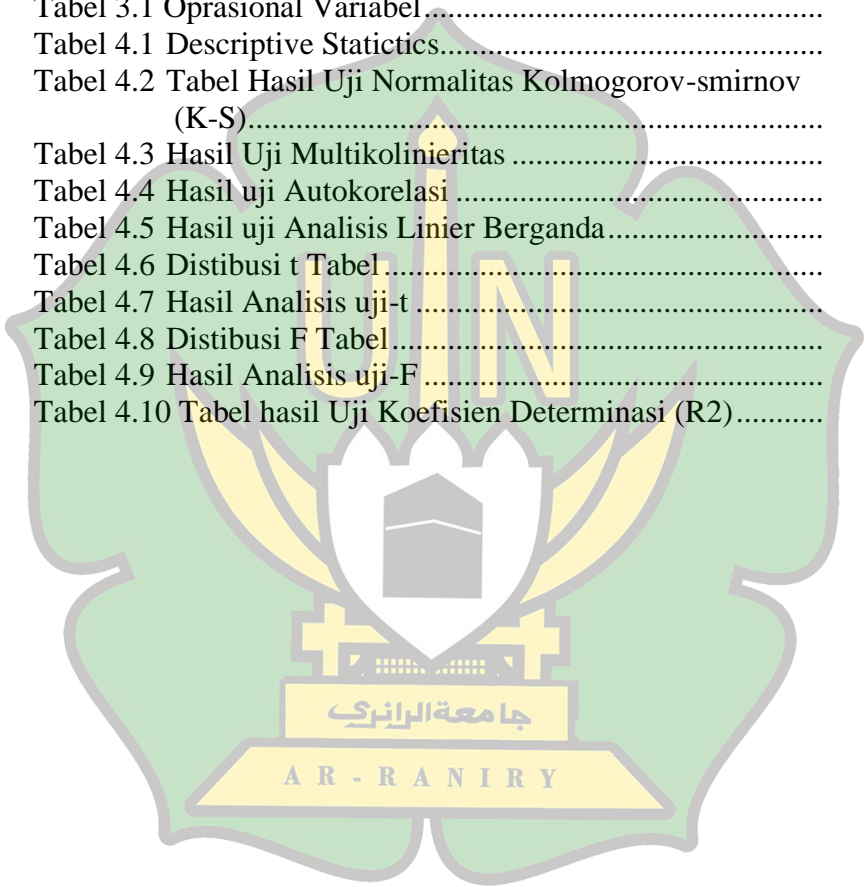 Tabel 3.1 Oprasional Variabel......................................................
Tabel 4.1 Descriptive Statictics....................................................
Tabel 4.2 Tabel Hasil Uji Normalitas Kolmogorov-smirnov
(K-S)..............................................................................
Tabel 4.3 Hasil Uji Multikolinieritas ..........................................
Tabel 4.4 Hasil uji Autokorelasi .................................................
Tabel 4.5 Hasil uji Analisis Linier Berganda.............................
Tabel 4.6 Distibusi t Tabel...........................................................
Tabel 4.7 Hasil Analisis uji-t .......................................................
Tabel 4.8 Distibusi F Tabel..........................................................
Tabel 4.9 Hasil Analisis uji-F ......................................................
Tabel 4.10 Tabel hasil Uji Koefisien Determinasi (R2)............
UIN
جامعةالرانري
AR-RANIRY